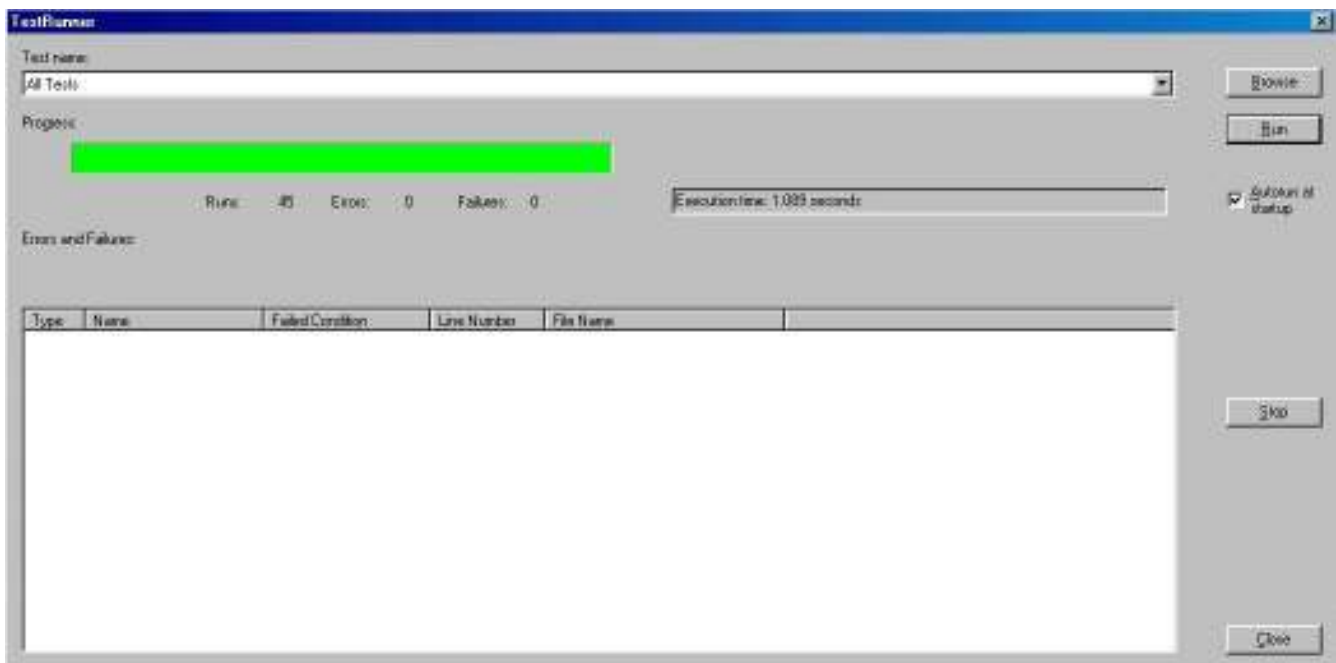 TestRunner
Test name:
All Tests
Browse
Progress:
Run
Runs: 45 Errors: 0 Failures: 0
Execution time: 1.089 seconds
Autorun at
startup
Errors and Failures:
Type Name Failed Condition Line Number File Name
Stop
Close